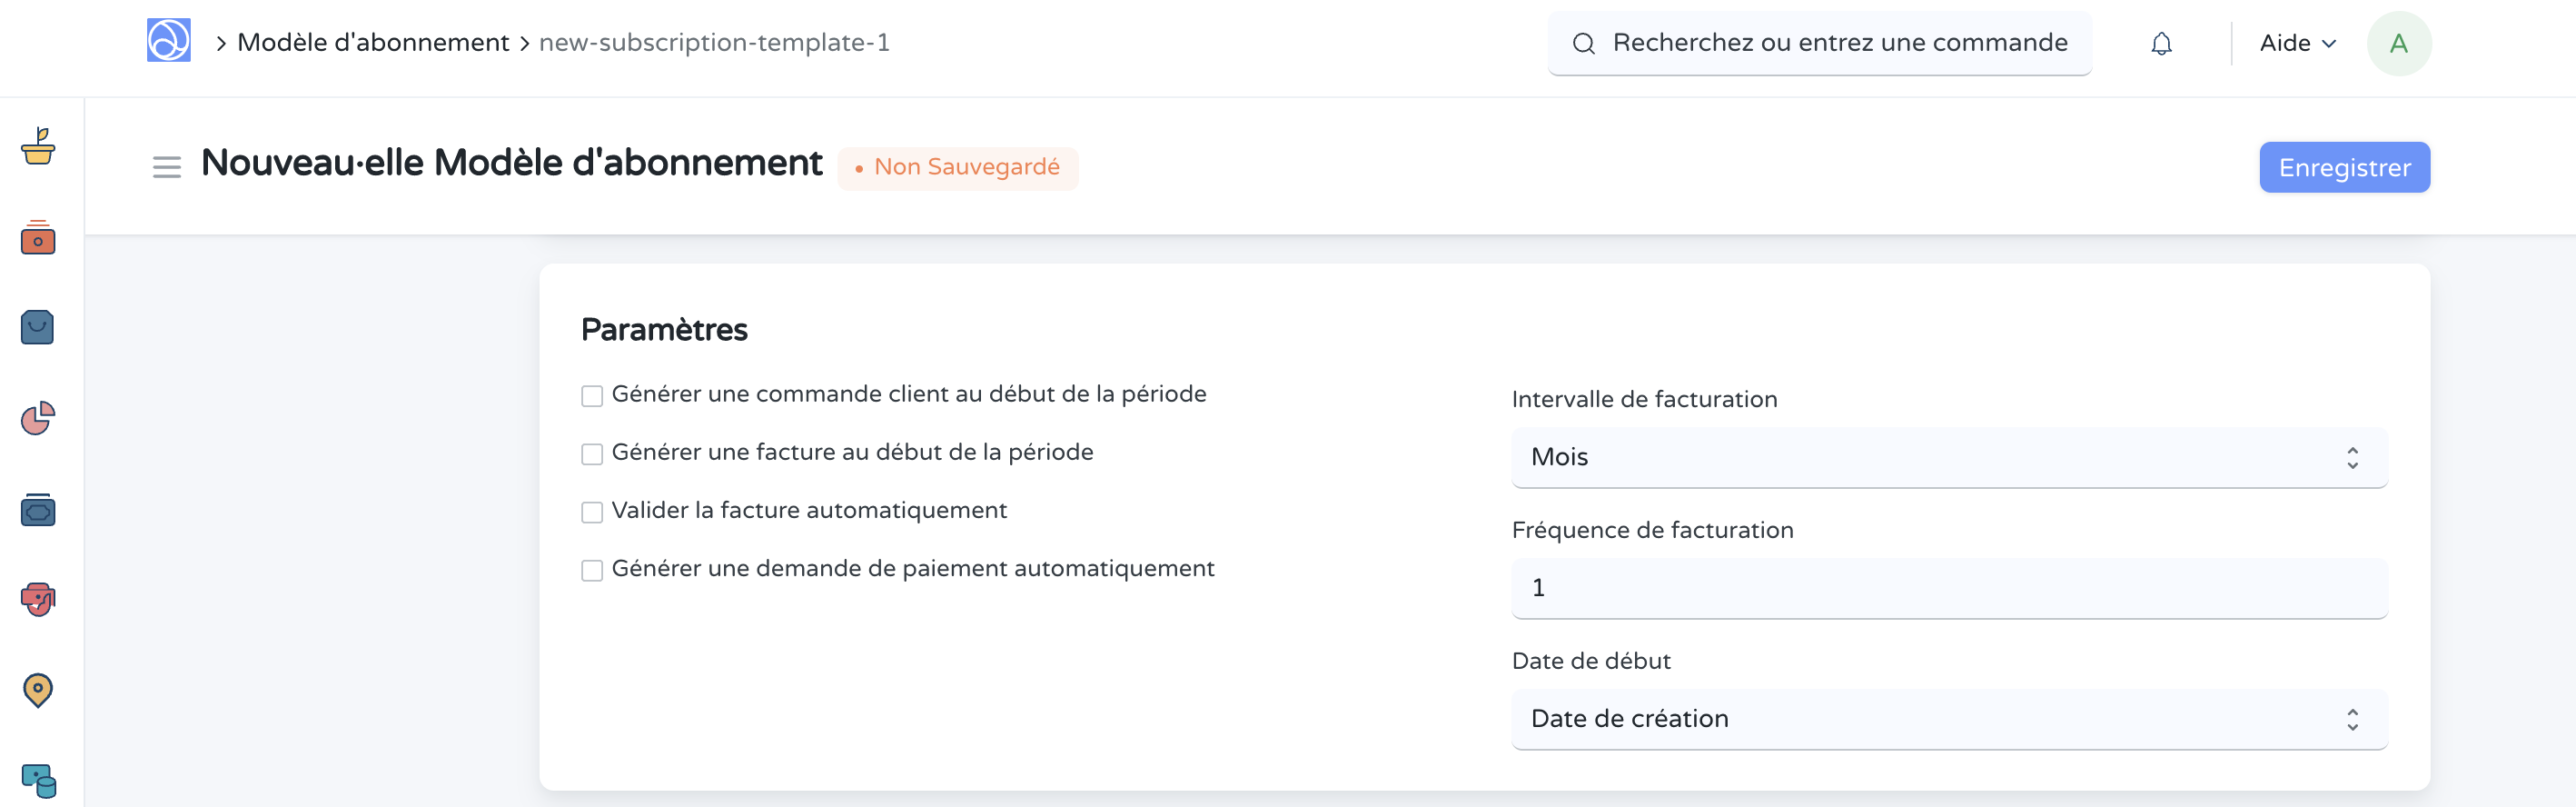 Modèle d'abonnement > new-subscription-template-1
Recherchez ou entrez une commande
Aide
A
Nouveau·elle Modèle d'abonnement
• Non Sauvegardé
Enregistrer
Paramètres
Générer une commande client au début de la période
Générer une facture au début de la période
Valider la facture automatiquement
Générer une demande de paiement automatiquement
Intervalle de facturation
Mois
Fréquence de facturation
1
Date de début
Date de création